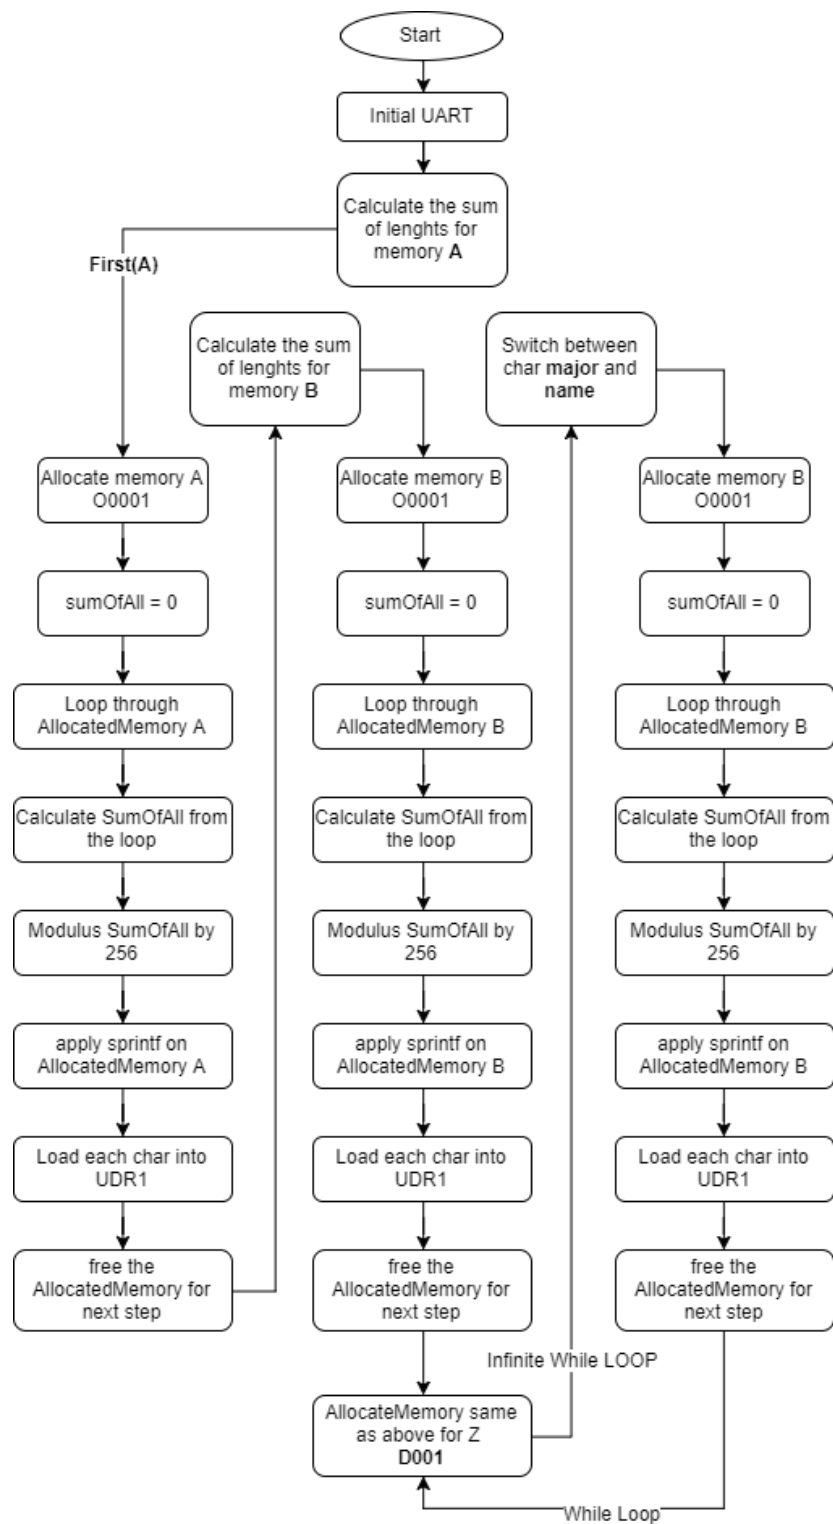 Start
Initial UART
Calculate the sum
of lenghts for
memory A
First(A)
Allocate memory A
O0001
sumOfAll = 0
Loop through
AllocatedMemory A
Calculate SumOfAll from
the loop
Modulus SumOfAll by
256
apply sprintf on
AllocatedMemory A
Load each char into
UDR1
free the
AllocatedMemory for
next step
Calculate the sum
of lenghts for
memory B
Allocate memory B
O0001
sumOfAll = 0
Loop through
AllocatedMemory B
Calculate SumOfAll from
the loop
Modulus SumOfAll by
256
apply sprintf on
AllocatedMemory B
Load each char into
UDR1
free the
AllocatedMemory for
next step
AllocateMemory same
as above for Z
D001
Infinite While LOOP
Switch between
char major and
name
Allocate memory B
O0001
sumOfAll = 0
Loop through
AllocatedMemory B
Calculate SumOfAll from
the loop
Modulus SumOfAll by
256
apply sprintf on
AllocatedMemory B
Load each char into
UDR1
free the
AllocatedMemory for
next step
While Loop